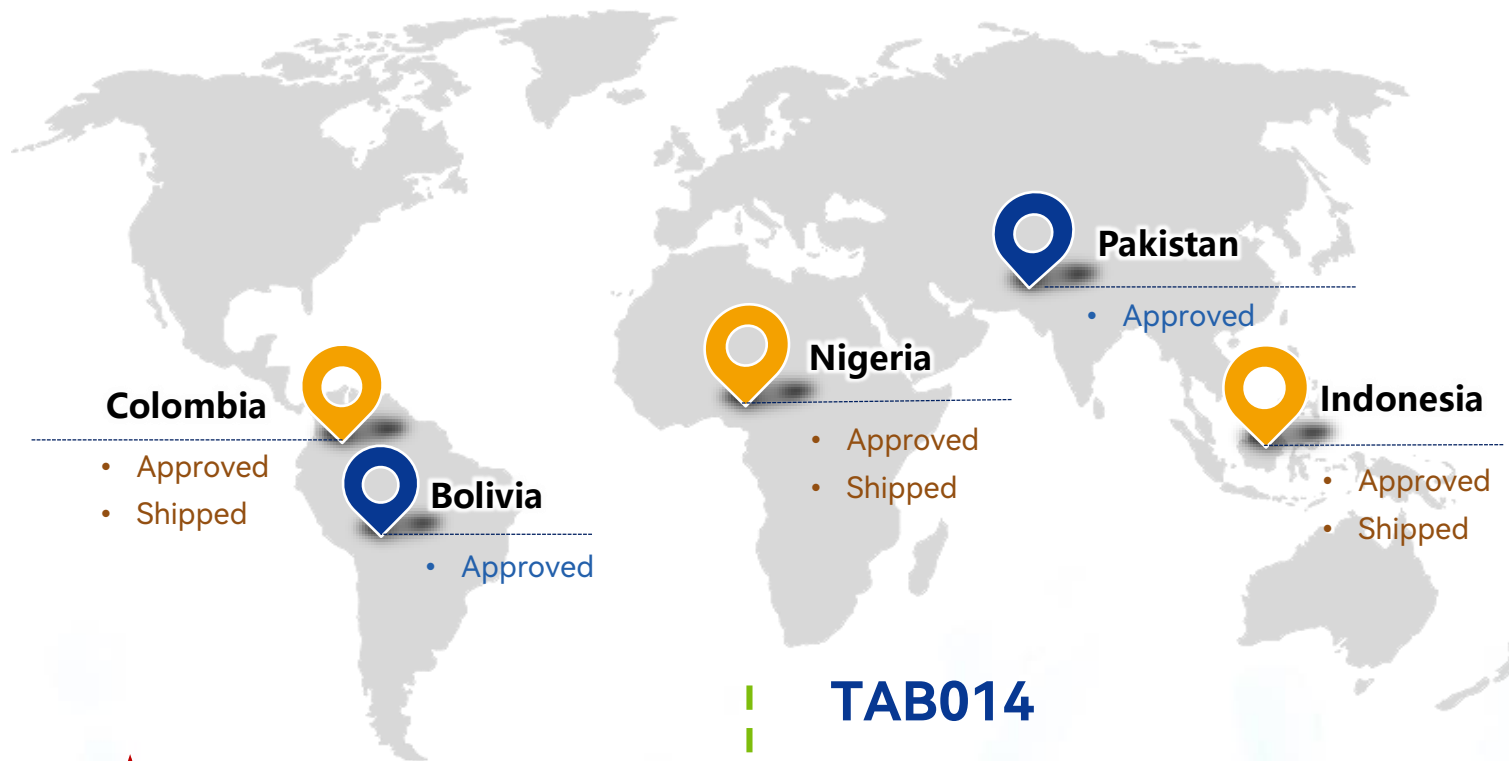 Pakistan
• Approved
Nigeria
• Approved
• Shipped
Colombia
• Approved
• Shipped
Indonesia
• Approved
• Shipped
Bolivia
• Approved
TAB014